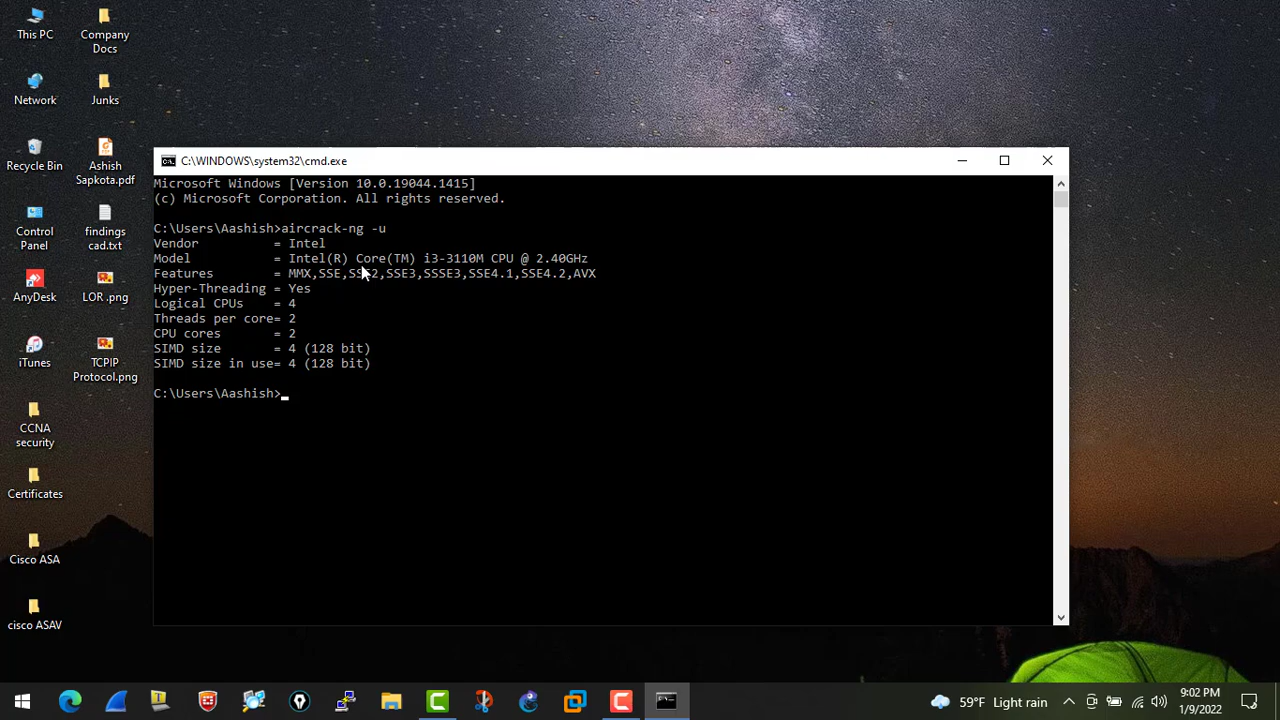 This PC
Company
Docs
Network
Junks
Recycle Bin
Ashish
Sapkota.pdf
Control
Panel
findings
cad.txt
AnyDesk
LOR .png
iTunes
TCPIP
Protocol.png
CCNA
security
Certificates
Cisco ASA
cisco ASAV
C:\WINDOWS\system32\cmd.exe
Microsoft Windows [Version 10.0.19044.1415]
(c) Microsoft Corporation. All rights reserved.
C:\Users\Aashish>aircrack-ng -u
Vendor          = Intel
Model           = Intel(R) Core(TM) i3-3110M CPU @ 2.40GHz
Features        = MMX,SSE,SSE2,SSE3,SSSE3,SSE4.1,SSE4.2,AVX
Hyper-Threading = Yes
Logical CPUs    = 4
Threads per core= 2
CPU cores       = 2
SIMD size       = 4 (128 bit)
SIMD size in use= 4 (128 bit)
C:\Users\Aashish>
59°F Light rain
9:02 PM
1/9/2022